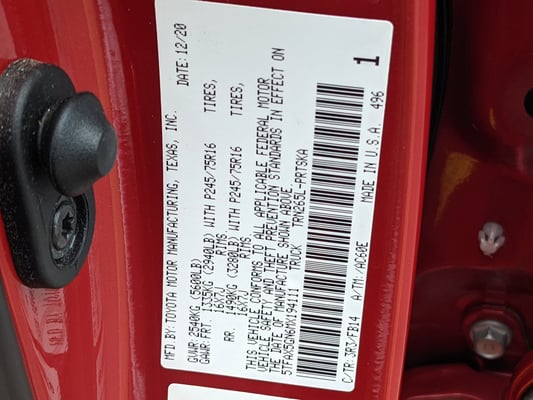 MFD BY: TOYOTA MOTOR MANUFACTURING, TEXAS, INC. DATE: 12/20
GVWR: 2540KG (5600LB)
GAWR: FRT. 1335KG (2940LB) WITH P245/75R16 TIRES,
16X7J RIMS
RR. 1490KG (3280LB) WITH P245/75R16 TIRES,
16X7J RIMS
THIS VEHICLE CONFORMS TO ALL APPLICABLE FEDERAL MOTOR
VEHICLE SAFETY AND THEFT PREVENTION STANDARDS IN EFFECT ON
THE DATE OF MANUFACTURE SHOWN ABOVE.
5TFAX5GN6MX194111 TRUCK TRN265L-PRTSKA
C/TR: 3R3/FB14 A/TM: /AC60E MADE IN U.S.A. 496
1